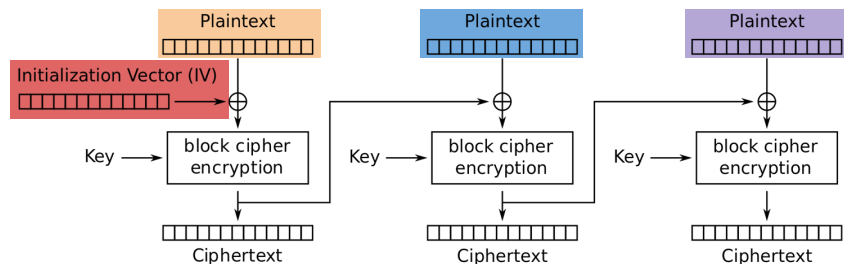 Plaintext
Plaintext
Plaintext
Initialization Vector (IV)
Key
block cipher
encryption
Key
block cipher
encryption
Key
block cipher
encryption
Ciphertext
Ciphertext
Ciphertext